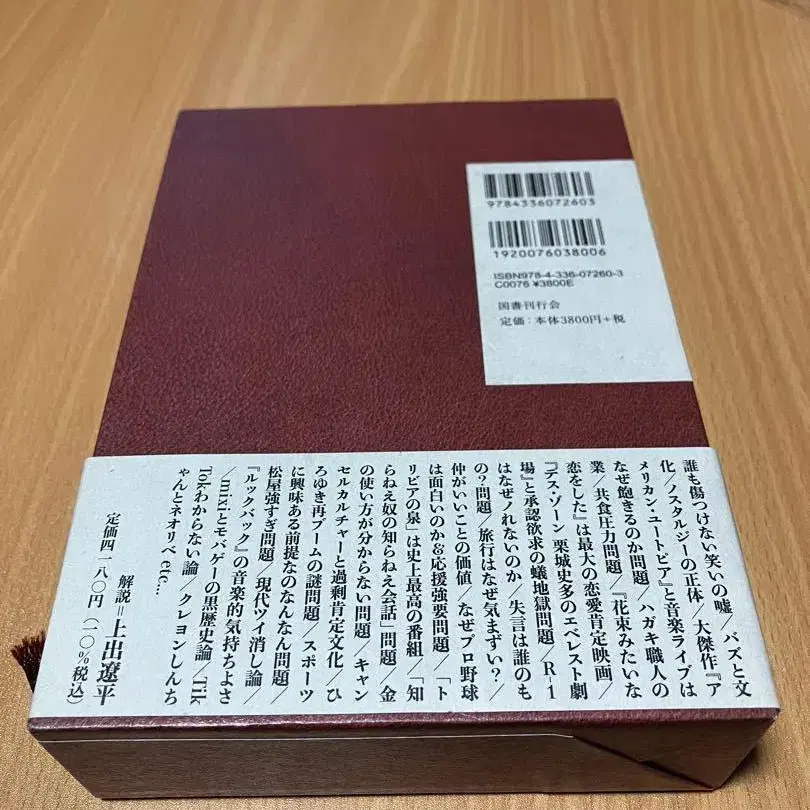 9784336072603
1920076038006
ISBN978-4-336-07260-3
C0076 ¥3800E
国書刊行会
定価：本体3800円+税
誰も傷つけない笑いの嘘／バズと文
化／ノスタルジーの正体／大傑作『ア
メリカン・ユートピア』と音楽ライブは
なぜ飽きるのか問題／ハガキ職人の
業／共食圧力問題／『花束みたいな
恋をした』は最大の恋愛肯定映画／
『デス・ゾーン 栗城史多のエベレスト劇
場』と承認欲求の蟻地獄問題／R-1
はなぜノれないのか／失言は誰のも
の？問題／旅行はなぜ気まずい？／
仲がいいことの価値／なぜプロ野球
は面白いのか＆応援強要問題／「ト
リビアの泉」は史上最高の番組／「知
らねえ奴の知らねえ会話」問題／金
の使い方が分からない問題／キャン
セルカルチャーと過剰肯定文化／ひ
ろゆき再ブームの謎問題／スポーツ
に興味ある前提なのなんなん問題／
松屋強すぎ問題／現代ツイ消し論／
『ルックバック』の音楽的気持ちよさ
／mixiとモバゲーの黒歴史論／Tik
Tokわからない論／クレヨンしんち
ゃんとネオリベetc…
解説＝上出遼平
定価四一八〇円（一〇％税込）